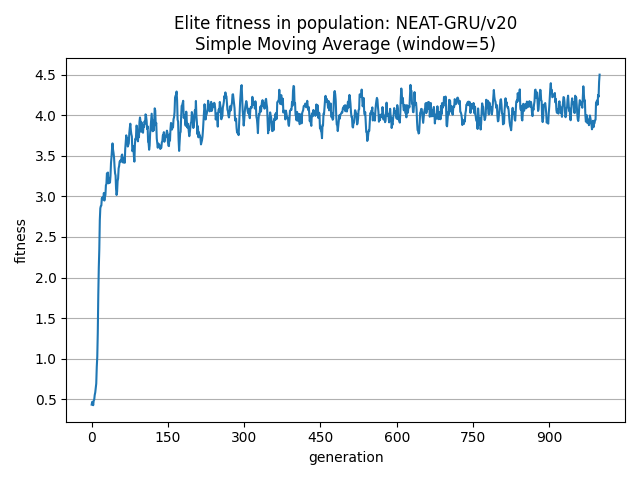 Elite fitness in population: NEAT-GRU/v20
Simple Moving Average (window=5)
4.5
4.0
3.5
3.0
2.5
2.0
1.5
1.0
0.5
fitness
0 150 300 450 600 750 900
generation